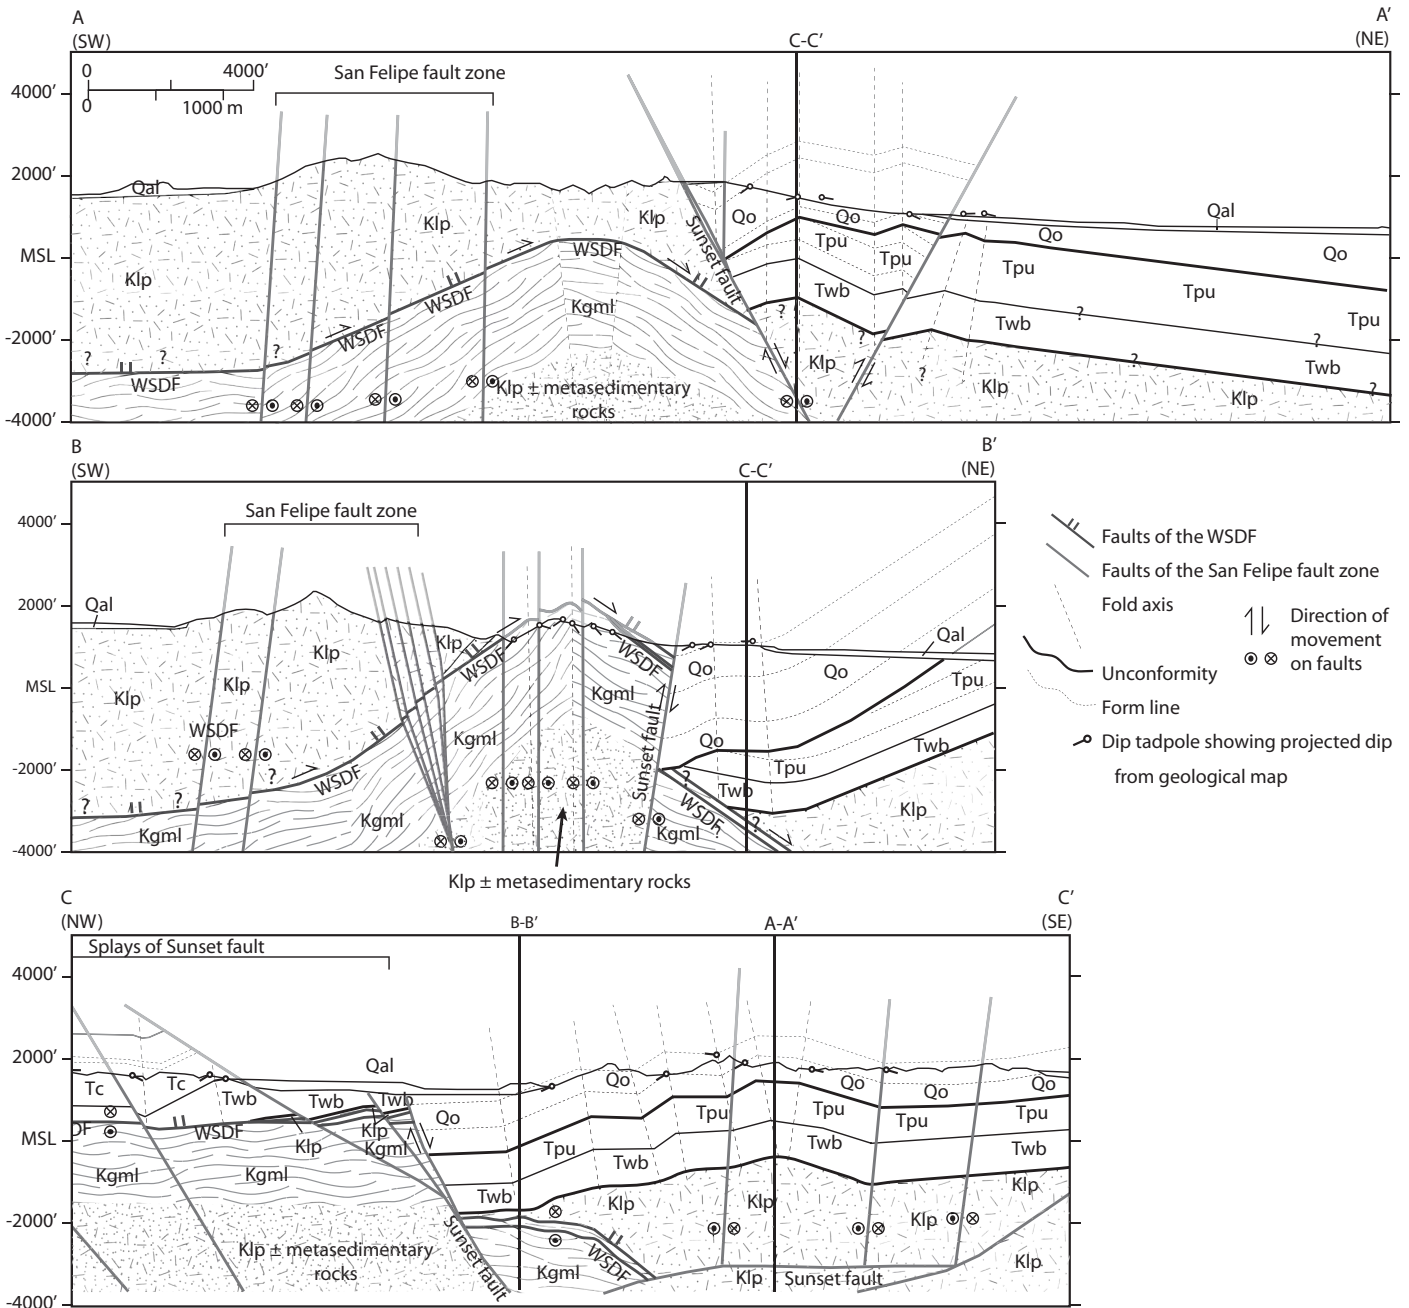 A
(SW)
C-C'
A'
(NE)
0 4000'
0 1000 m
San Felipe fault zone
4000'
2000'
MSL
-2000'
-4000'
Qal
Klp
Klp
Klp
WSDF
Sunset fault
Qo
Qo
Qal
Qo
Qo
Tpu
Tpu
Tpu
Tpu
Tpu
WSDF
WSDF
Kgml
Twb
Twb
Twb
?
?
?
?
?
?
?
?
?
?
WSDF
Klp ± metasedimentary
rocks
Klp
Klp
Klp
B
(SW)
C-C'
B'
(NE)
San Felipe fault zone
4000'
2000'
MSL
-2000'
-4000'
Qal
Klp
Klp
Klp
Klp
WSDF
WSDF
WSDF
WSDF
Kgml
Kgml
Kgml
Kgml
Kgml
Sunset fault
Qo
Qo
Qo
Qal
Tpu
Tpu
Twb
Twb
WSDF
Klp
?
?
?
?
?
Klp ± metasedimentary rocks
Faults of the WSDF
Faults of the San Felipe fault zone
Fold axis
Direction of
movement
on faults
Unconformity
Form line
Dip tadpole showing projected dip
from geological map
C
(NW)
B-B'
A-A'
C'
(SE)
Splays of Sunset fault
4000'
2000'
MSL
-2000'
-4000'
Tc
Tc
Qal
Twb
Twb
Twb
Qo
Qo
Qo
Qo
Qo
DF
WSDF
Klp
Klp
Kgml
Kgml
Kgml
Tpu
Tpu
Tpu
Tpu
Tpu
Twb
Twb
Twb
Twb
Klp
Klp
Klp
Klp
Klp ± metasedimentary
rocks
Sunset fault
Kgml
WSDF
Klp
Sunset fault
Klp